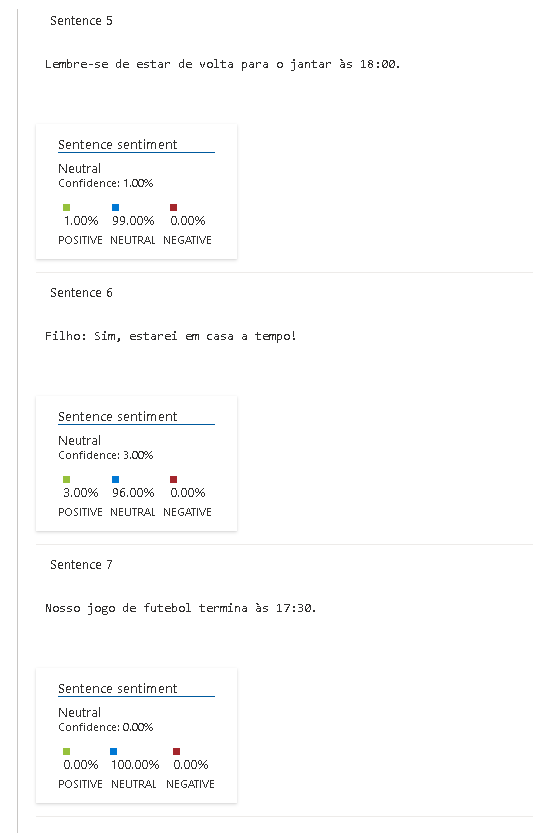 Sentence 5
Lembre-se de estar de volta para o jantar às 18:00.
Sentence sentiment
Neutral
Confidence: 1.00%
1.00% 99.00% 0.00%
POSITIVE NEUTRAL NEGATIVE
Sentence 6
Filho: Sim, estarei em casa a tempo!
Sentence sentiment
Neutral
Confidence: 3.00%
3.00% 96.00% 0.00%
POSITIVE NEUTRAL NEGATIVE
Sentence 7
Nosso jogo de futebol termina às 17:30.
Sentence sentiment
Neutral
Confidence: 0.00%
0.00% 100.00% 0.00%
POSITIVE NEUTRAL NEGATIVE